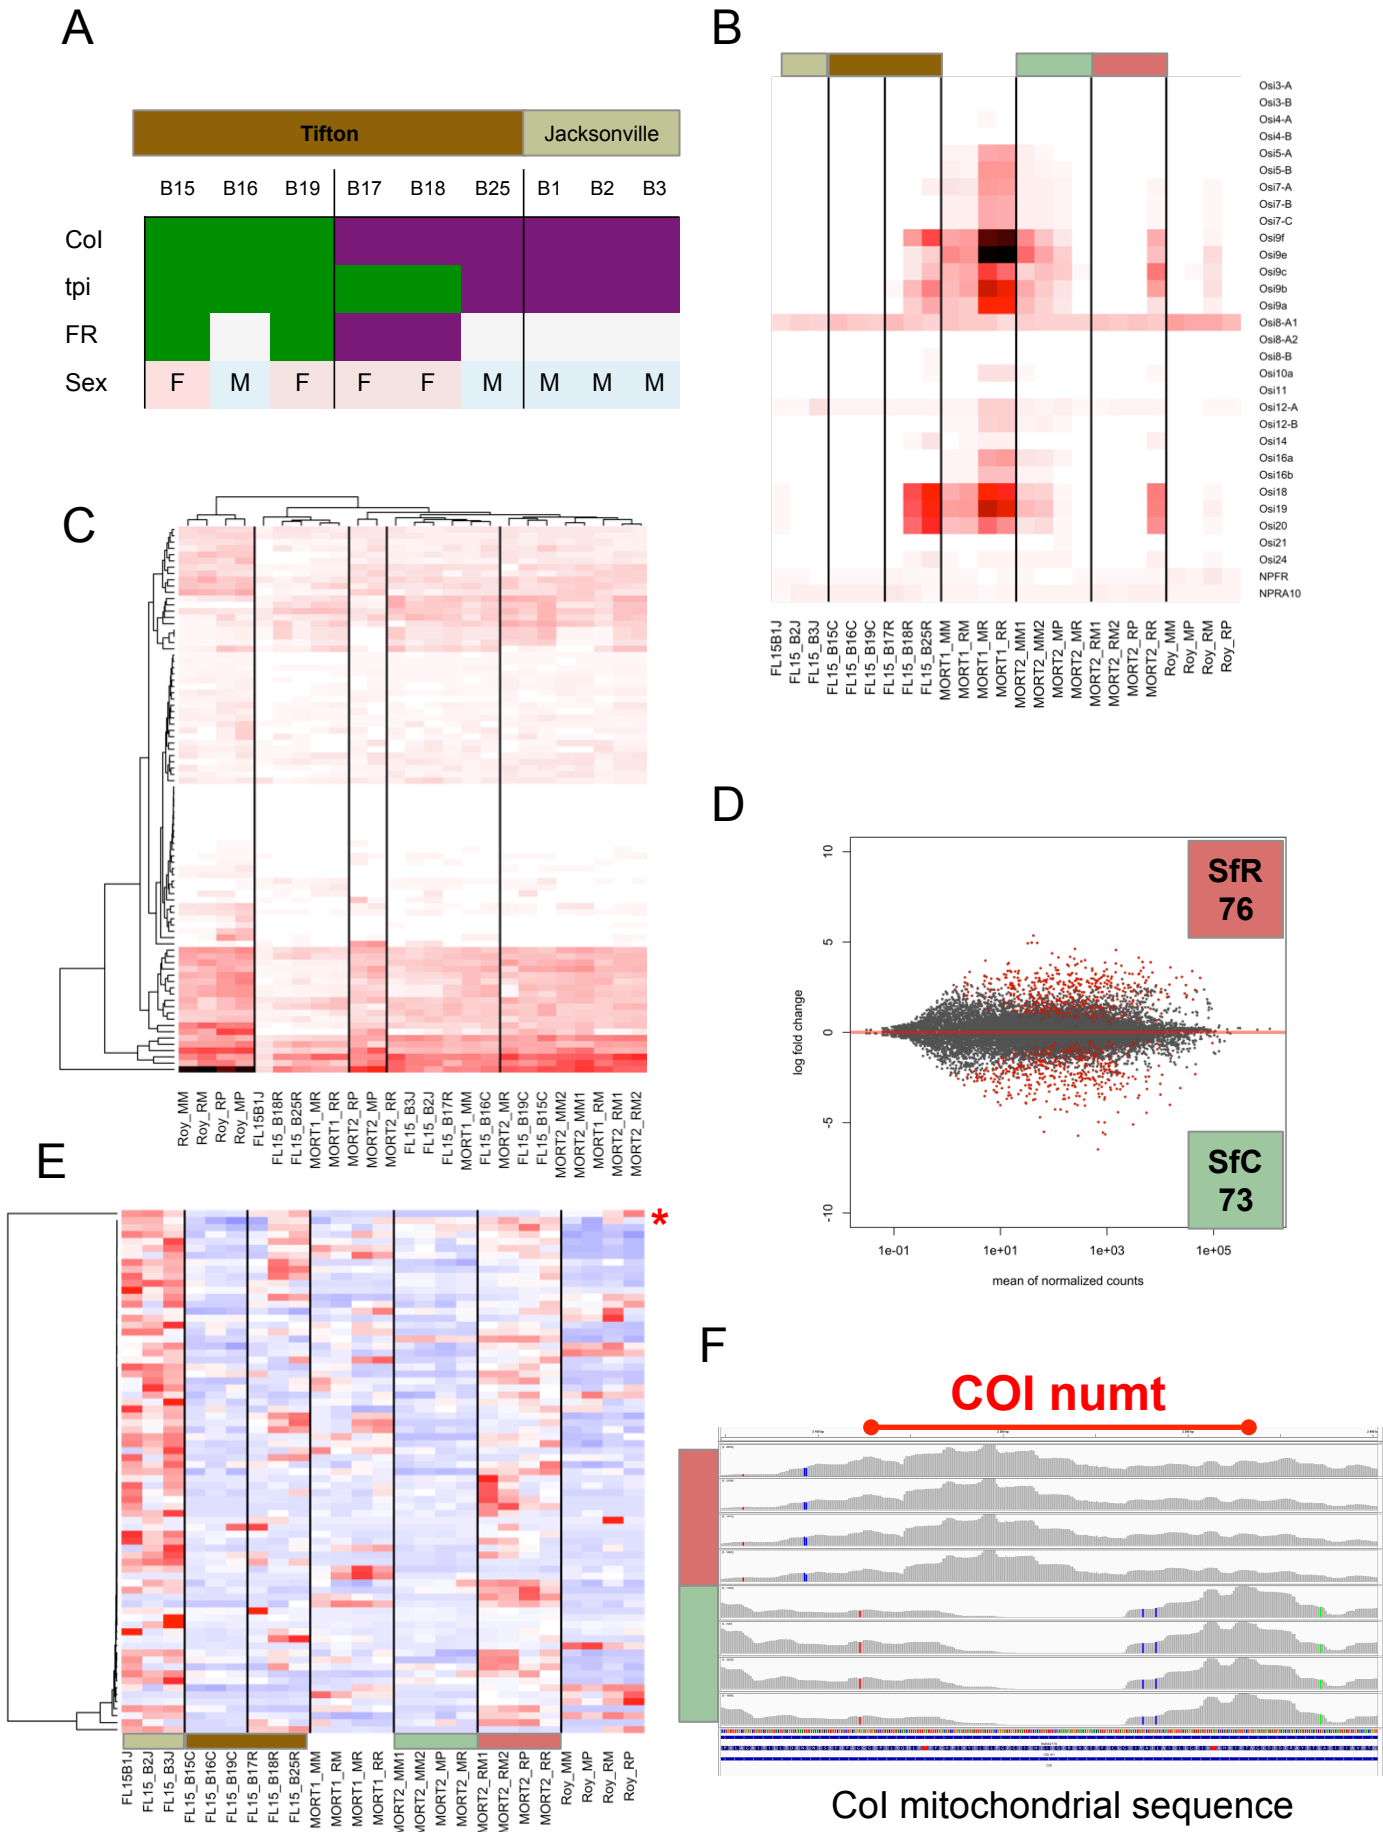 A
Tifton Jacksonville
B15 B16 B19 B17 B18 B25 B1 B2 B3
CoI
tpi
FR
Sex F M F F F M M M M
B
Osi3-A
Osi3-B
Osi4-A
Osi4-B
Osi5-A
Osi5-B
Osi7-A
Osi7-B
Osi7-C
Osi9f
Osi9e
Osi9c
Osi9b
Osi9a
Osi8-A1
Osi8-A2
Osi8-B
Osi10a
Osi11
Osi12-A
Osi12-B
Osi14
Osi16a
Osi16b
Osi18
Osi19
Osi20
Osi21
Osi24
NPFR
NPRA10
FL15B1J
FL15_B2J
FL15_B3J
FL15_B15C
FL15_B16C
FL15_B19C
FL15_B17R
FL15_B18R
FL15_B25R
MORT1_MM
MORT1_RM
MORT1_MR
MORT1_RR
MORT2_MM1
MORT2_MM2
MORT2_MP
MORT2_MR
MORT2_RM1
MORT2_RM2
MORT2_RP
MORT2_RR
Roy_MM
Roy_MP
Roy_RM
Roy_RP
C
Roy_MM
Roy_RM
Roy_RP
Roy_MP
FL15B1J
FL15_B18R
FL15_B25R
MORT1_MR
MORT1_RR
MORT2_RP
MORT2_MP
MORT2_RR
FL15_B3J
FL15_B2J
FL15_B17R
MORT1_MM
FL15_B16C
MORT2_MR
FL15_B19C
FL15_B15C
MORT2_MM2
MORT2_MM1
MORT1_RM
MORT2_RM1
MORT2_RM2
D
log fold change
10
5
0
-5
-10
SfR
76
SfC
73
1e-01 1e+01 1e+03 1e+05
mean of normalized counts
E
*
FL15B1J
FL15_B2J
FL15_B3J
FL15_B15C
FL15_B16C
FL15_B19C
FL15_B17R
FL15_B18R
FL15_B25R
MORT1_MM
MORT1_RM
MORT1_MR
MORT1_RR
MORT2_MM1
MORT2_MM2
MORT2_MP
MORT2_MR
MORT2_RM1
MORT2_RM2
MORT2_RP
MORT2_RR
Roy_MM
Roy_MP
Roy_RM
Roy_RP
F
COI numt
CoI mitochondrial sequence